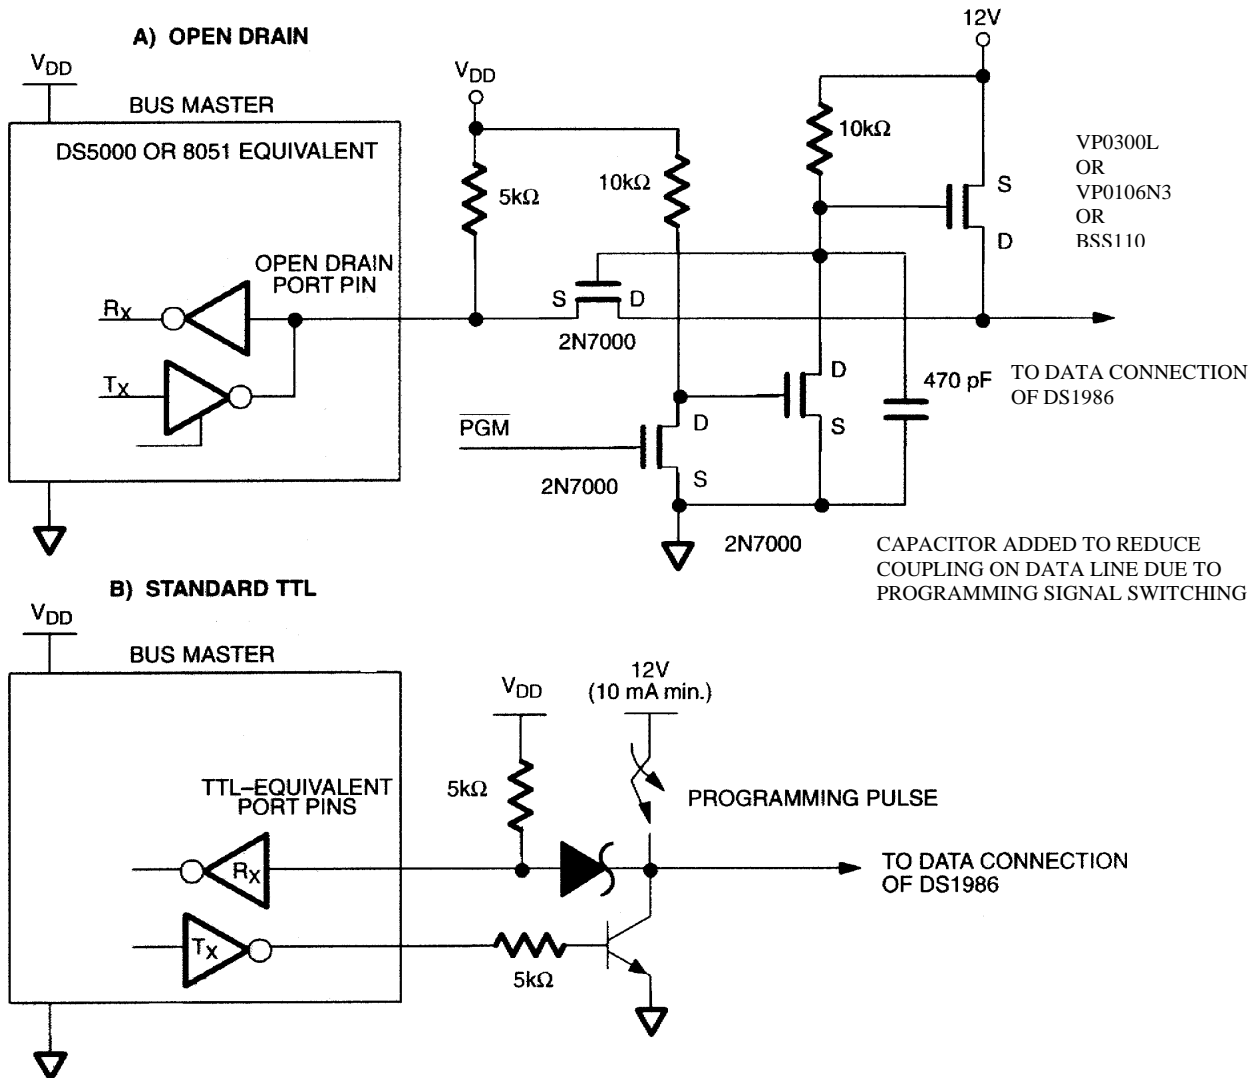 A) OPEN DRAIN
12V
VDD
VDD
BUS MASTER
DS5000 OR 8051 EQUIVALENT
10kΩ
VP0300L
OR
VP0106N3
OR
BSS110
5kΩ
10kΩ
S
D
OPEN DRAIN
PORT PIN
RX
S
D
2N7000
TX
D
S
470 pF
TO DATA CONNECTION
OF DS1986
PGM
D
S
2N7000
2N7000
CAPACITOR ADDED TO REDUCE
COUPLING ON DATA LINE DUE TO
PROGRAMMING SIGNAL SWITCHING
B) STANDARD TTL
VDD
BUS MASTER
VDD
12V
(10 mA min.)
5kΩ
TTL–EQUIVALENT
PORT PINS
PROGRAMMING PULSE
RX
TO DATA CONNECTION
OF DS1986
TX
5kΩ